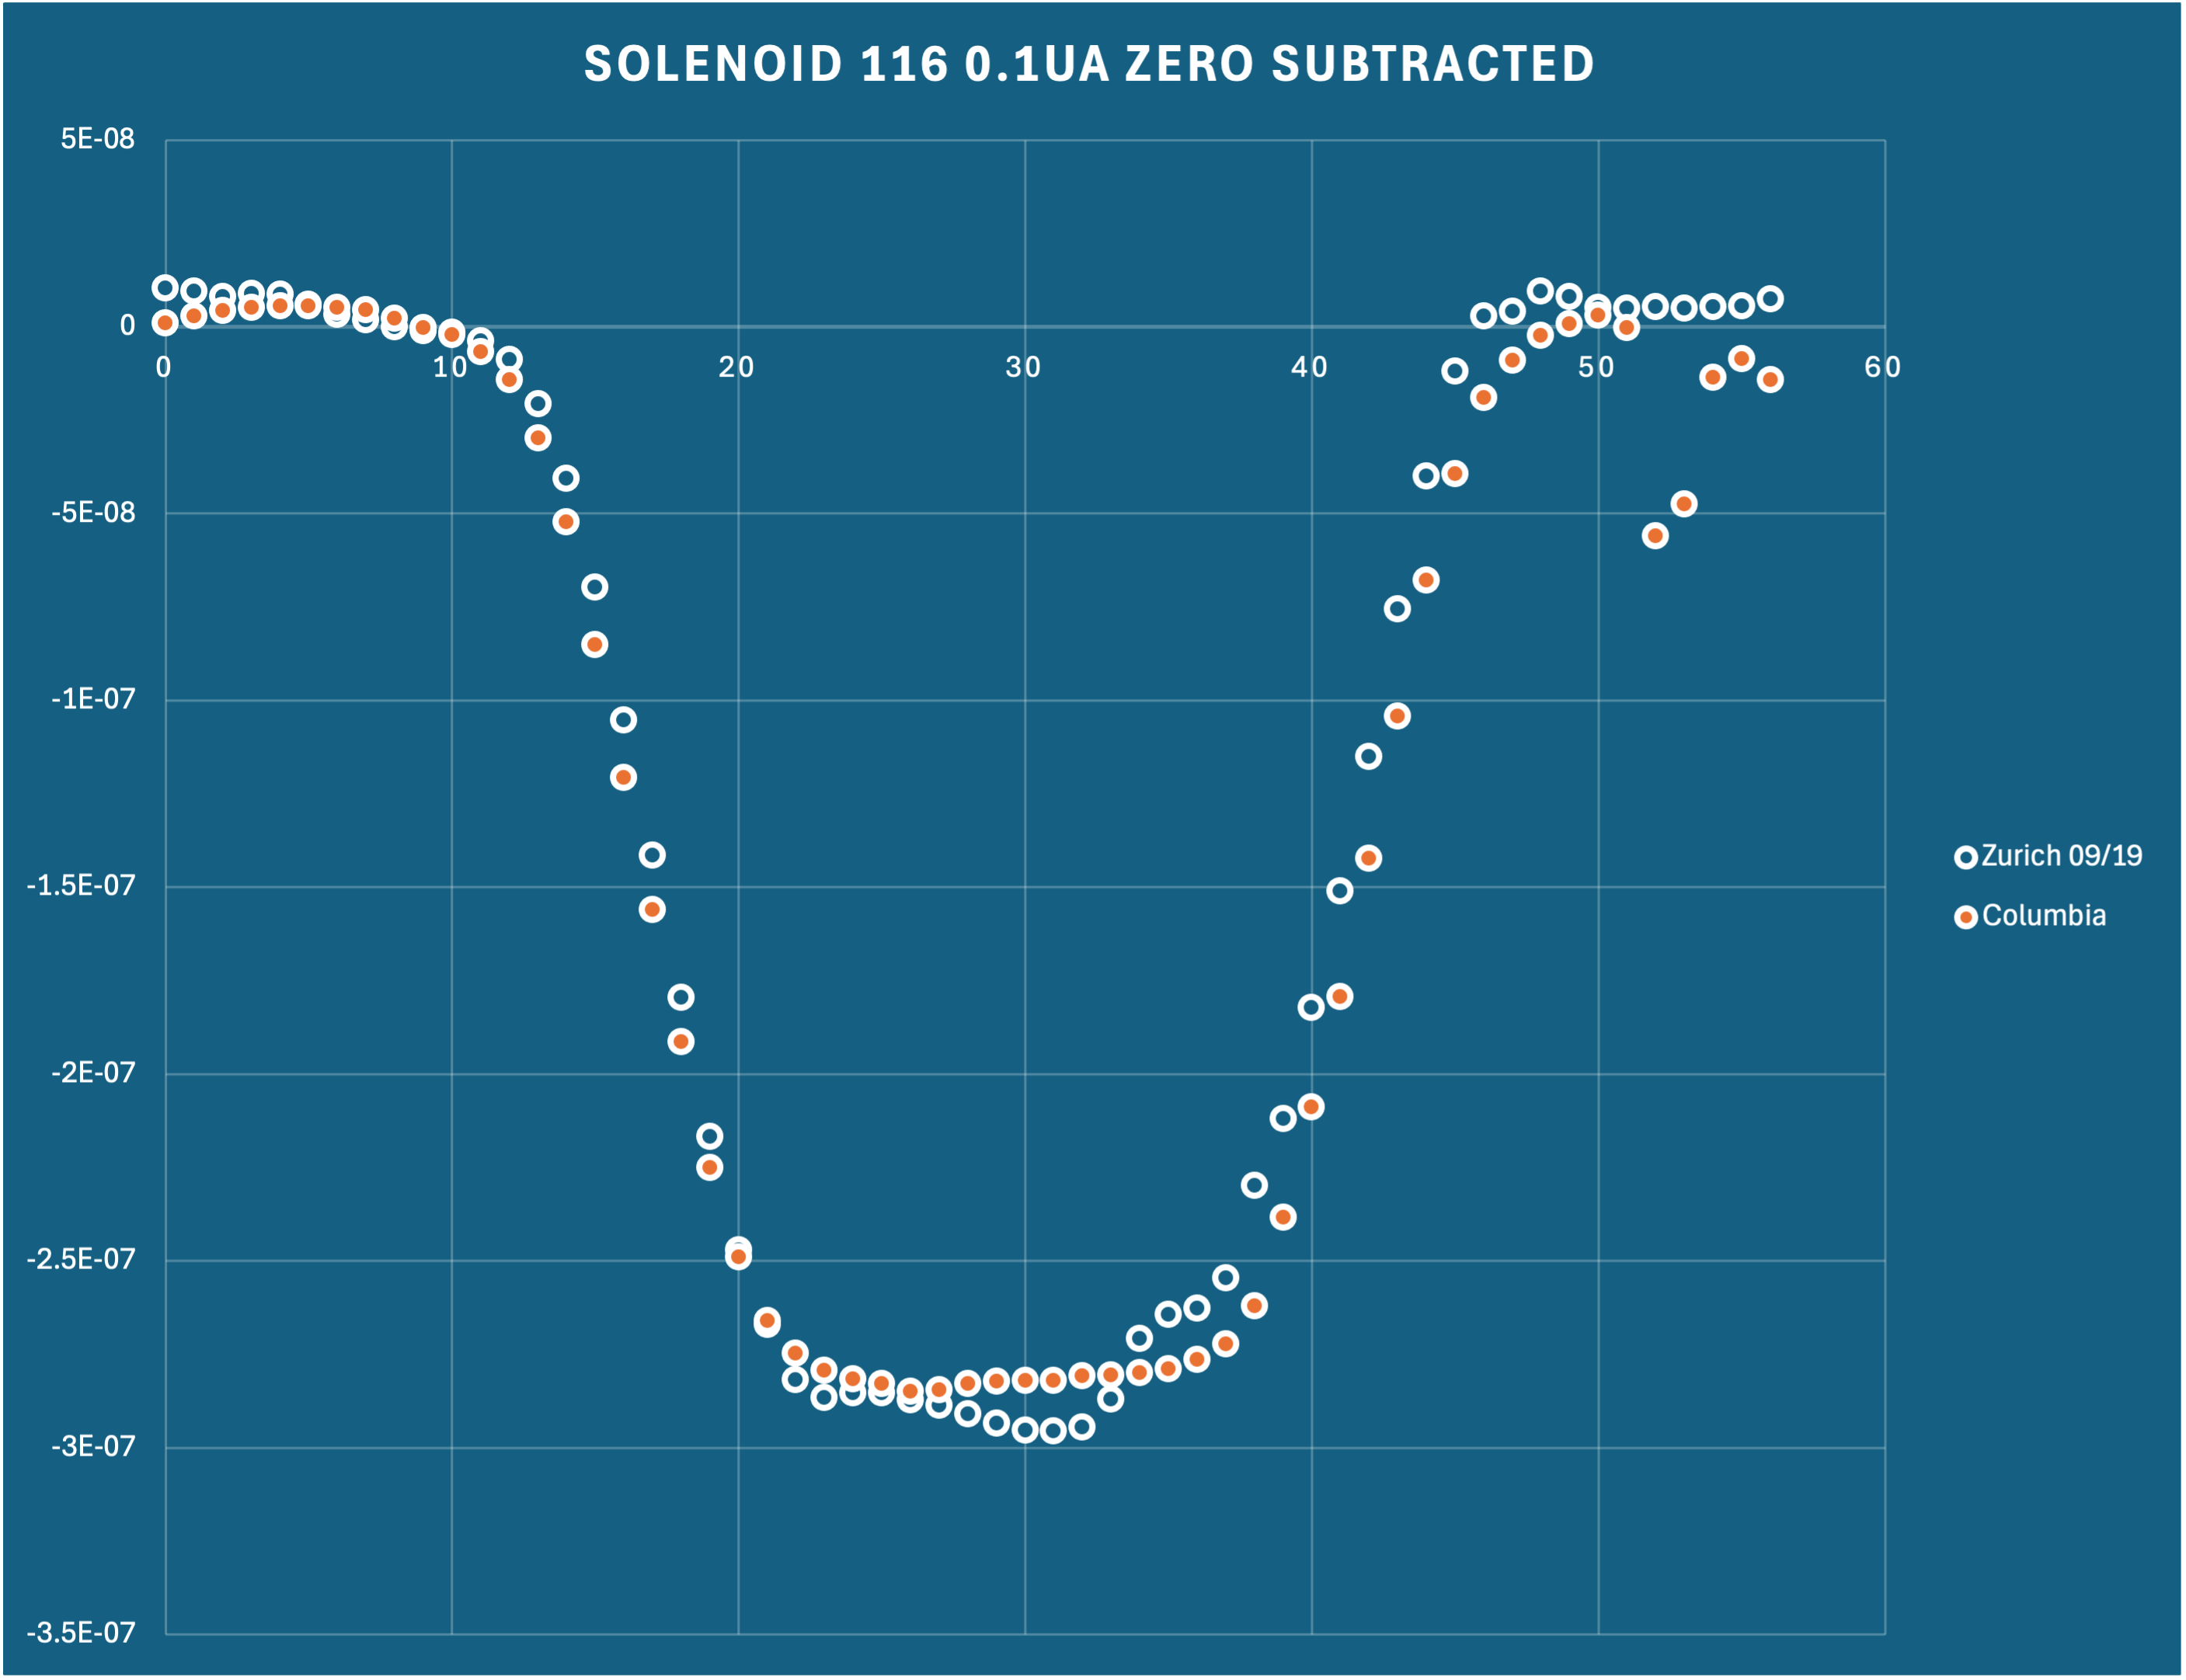 SOLENOID 116 0.1UA ZERO SUBTRACTED
5E-08
0
0 10 20 30 40 50 60
-5E-08
-1E-07
-1.5E-07
Zurich 09/19
Columbia
-2E-07
-2.5E-07
-3E-07
-3.5E-07